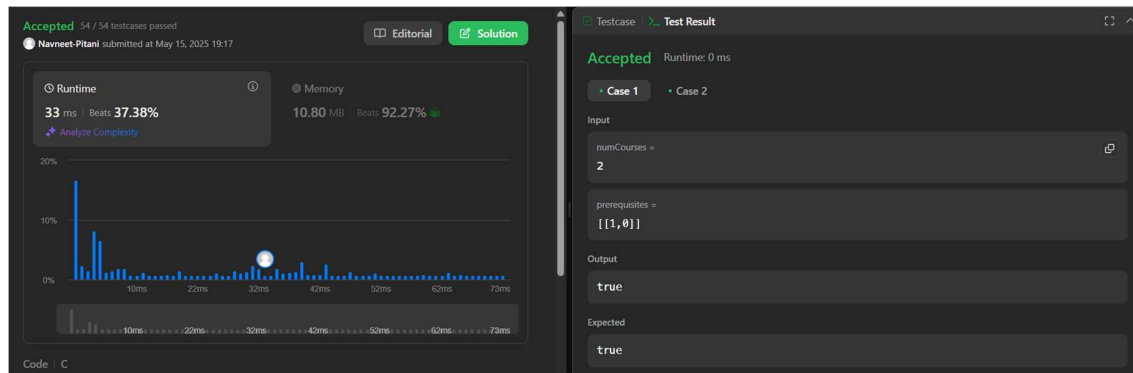 Accepted 54 / 54 testcases passed
Navneet-Pitani submitted at May 15, 2025 19:17
Editorial
Solution
Runtime
33 ms | Beats 37.38%
Analyze Complexity
Memory
10.80 MB Beats 92.27%
20%
10%
0%
10ms 22ms 32ms 42ms 52ms 62ms 73ms
10ms 22ms 32ms 42ms 52ms 62ms 73ms
Code | C
Testcase | >_ Test Result
Accepted Runtime: 0 ms
• Case 1 • Case 2
Input
numCourses =
2
prerequisites =
[[1,0]]
Output
true
Expected
true